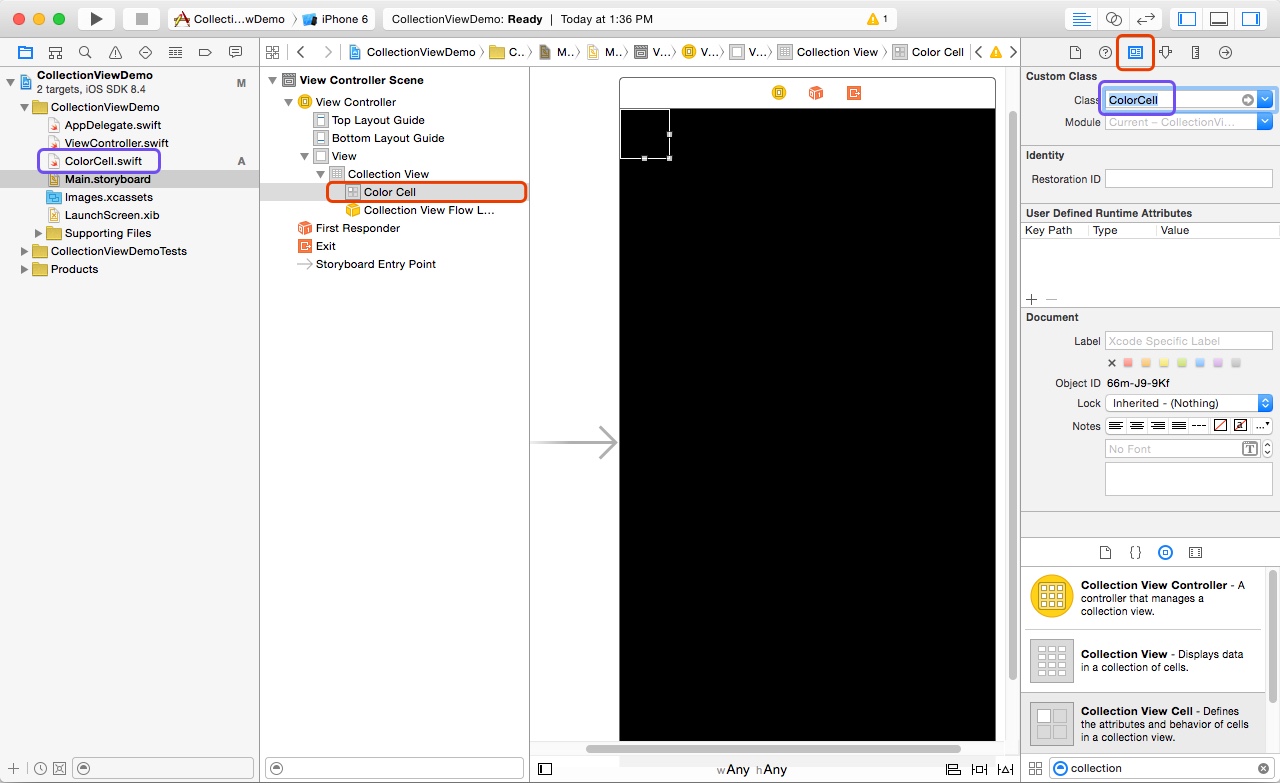 Collecti...wDemo
iPhone 6
CollectionViewDemo: Ready | Today at 1:36 PM
1
CollectionViewDemo
2 targets, iOS SDK 8.4
M
CollectionViewDemo
AppDelegate.swift
ViewController.swift
ColorCell.swift
A
Main.storyboard
Images.xcassets
LaunchScreen.xib
Supporting Files
CollectionViewDemoTests
Products
CollectionViewDemo
C...
M...
M...
V...
V...
V...
Collection View
Color Cell
View Controller Scene
View Controller
Top Layout Guide
Bottom Layout Guide
View
Collection View
Color Cell
Collection View Flow L...
First Responder
Exit
Storyboard Entry Point
wAny hAny
Custom Class
Class ColorCell
Module Current – CollectionVi...
Identity
Restoration ID
User Defined Runtime Attributes
Key Path Type Value
Document
Label Xcode Specific Label
Object ID 66m-J9-9Kf
Lock Inherited - (Nothing)
Notes
No Font
T
Collection View Controller - A
controller that manages a
collection view.
Collection View - Displays data
in a collection of cells.
Collection View Cell - Defines
the attributes and behavior of cells
in a collection view.
collection